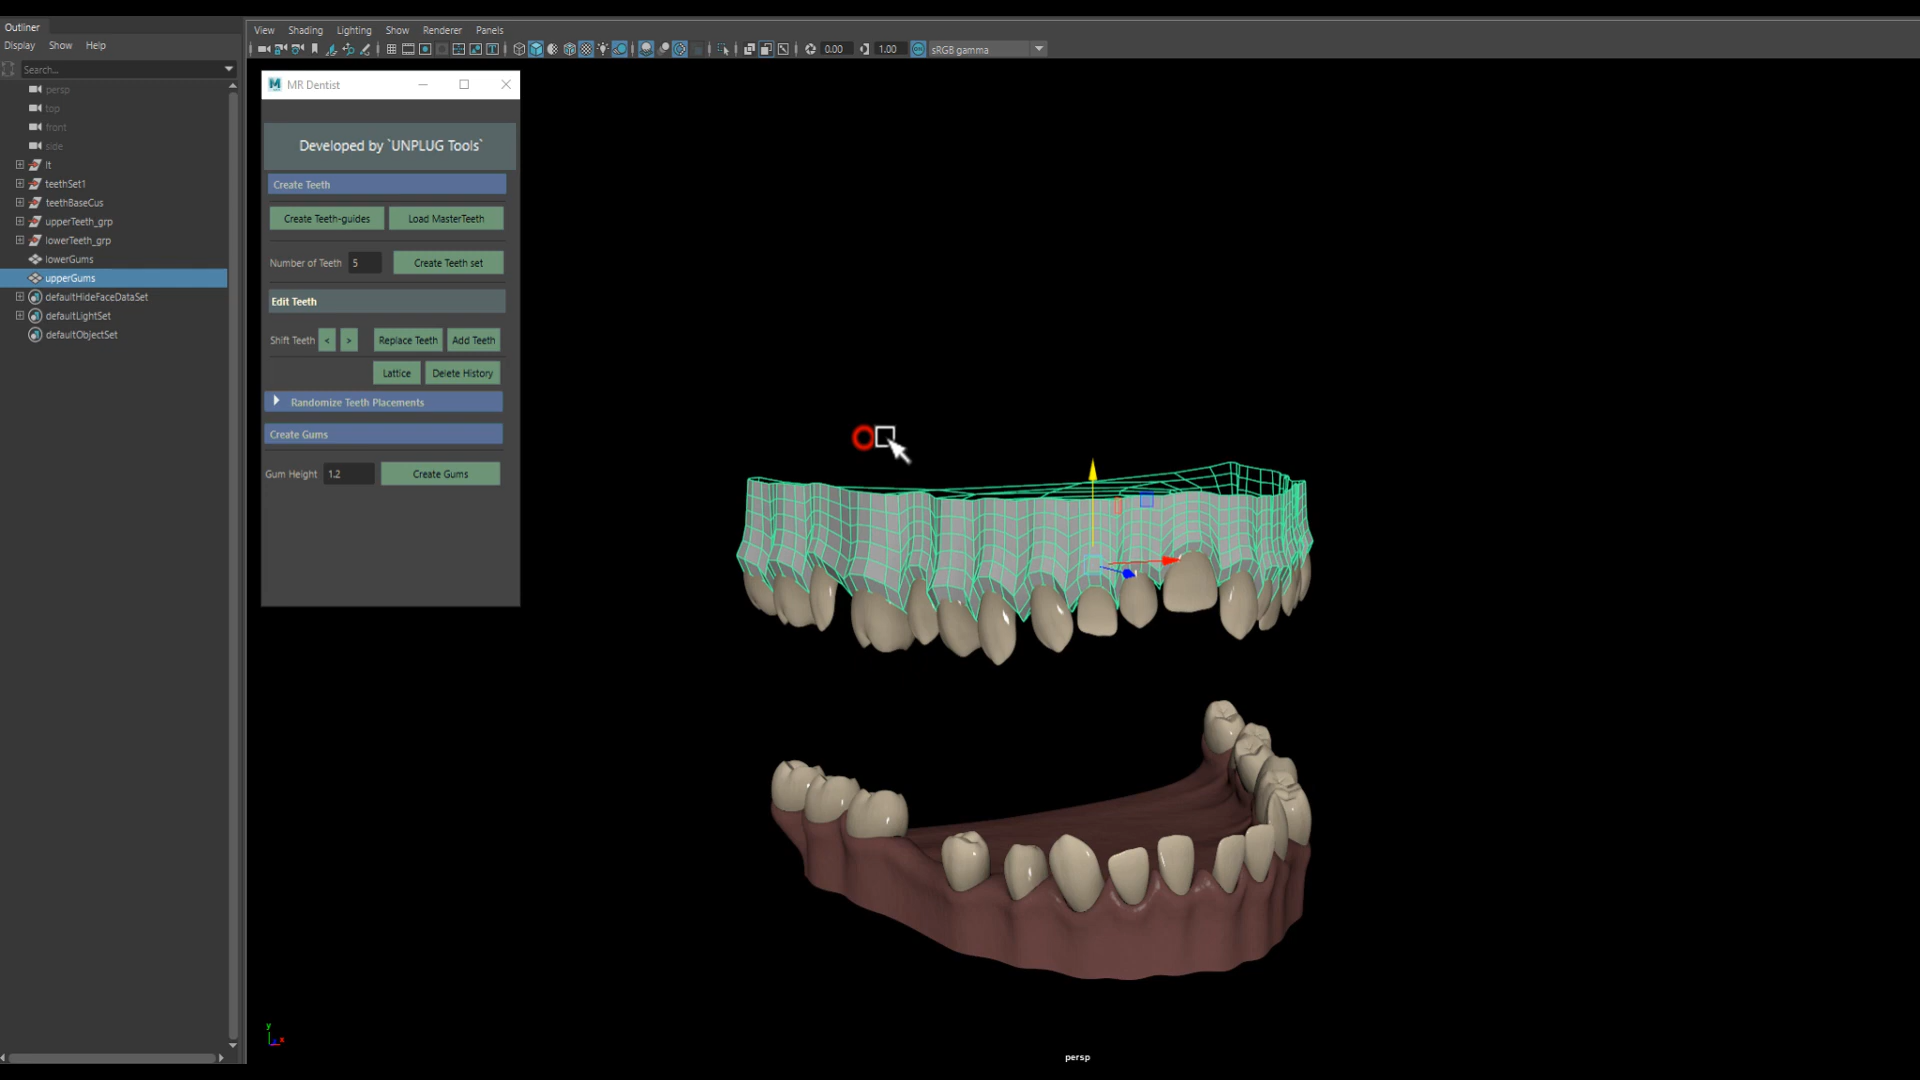 Outliner
Display Show Help
Search...
persp
top
front
side
lt
teethSet1
teethBaseCus
upperTeeth_grp
lowerTeeth_grp
lowerGums
upperGums
defaultHideFaceDataSet
defaultLightSet
defaultObjectSet
View Shading Lighting Show Renderer Panels
0.00 1.00 sRGB gamma
MR Dentist
Developed by `UNPLUG Tools`
Create Teeth
Create Teeth-guides Load MasterTeeth
Number of Teeth 5 Create Teeth set
Edit Teeth
Shift Teeth < > Replace Teeth Add Teeth
Lattice Delete History
Randomize Teeth Placements
Create Gums
Gum Height 1.2 Create Gums
y
x
persp